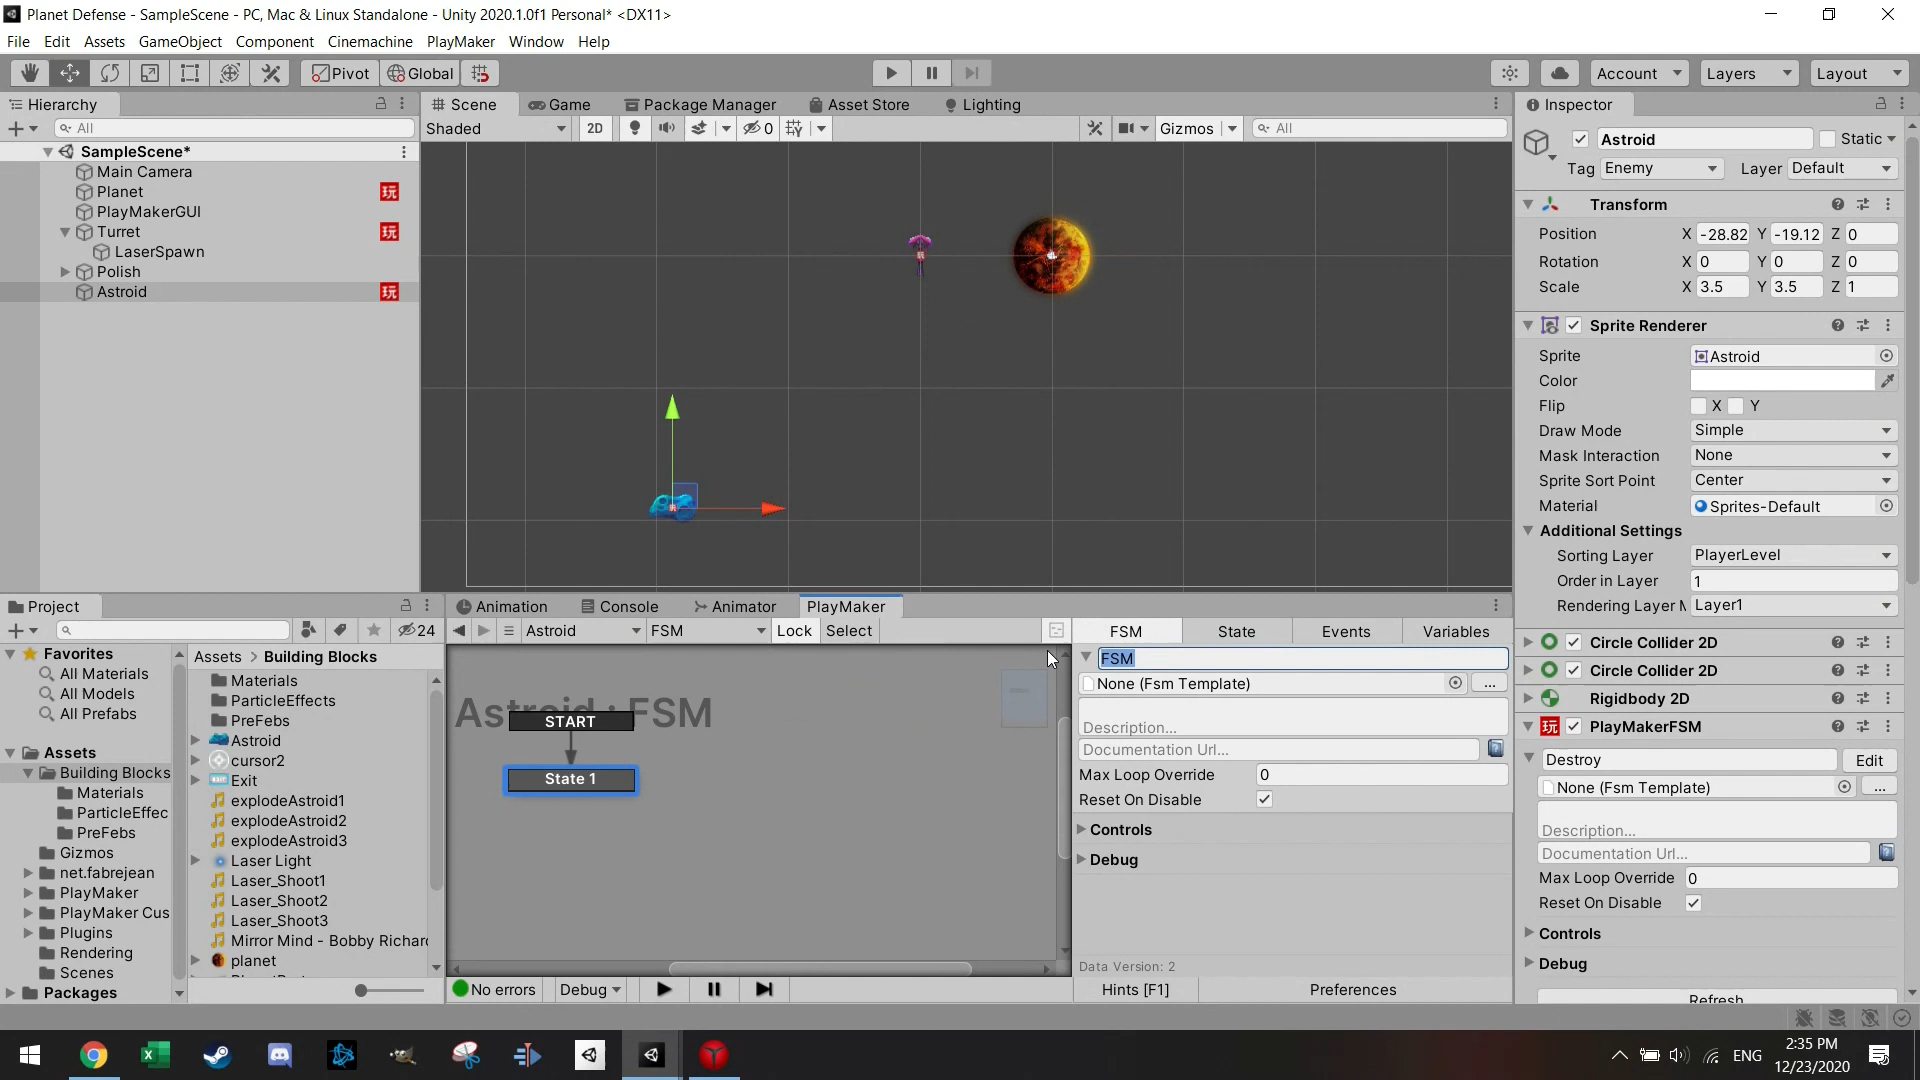 Planet Defense - SampleScene - PC, Mac & Linux Standalone - Unity 2020.1.0f1 Personal* <DX11>
File Edit Assets GameObject Component Cinemachine PlayMaker Window Help
Pivot Global Account Layers Layout
Hierarchy
All
SampleScene*
Main Camera
Planet 玩
PlayMakerGUI
Turret 玩
LaserSpawn
Polish
Astroid 玩
Scene Game Package Manager Asset Store Lighting
Shaded 2D 0 Gizmos All
Inspector
Astroid Static
Tag Enemy Layer Default
Transform
Position X -28.82 Y -19.12 Z 0
Rotation X 0 Y 0 Z 0
Scale X 3.5 Y 3.5 Z 1
Sprite Renderer
Sprite Astroid
Color
Flip X Y
Draw Mode Simple
Mask Interaction None
Sprite Sort Point Center
Material Sprites-Default
Additional Settings
Sorting Layer PlayerLevel
Order in Layer 1
Rendering Layer M Layer1
Circle Collider 2D
Circle Collider 2D
Rigidbody 2D
玩 PlayMakerFSM
Destroy Edit
None (Fsm Template) ...
Description...
Documentation Url...
Max Loop Override 0
Reset On Disable
Controls
Debug
Refresh
Project
24
Favorites
All Materials
All Models
All Prefabs
Assets
Building Blocks
Materials
ParticleEffec
PreFebs
Gizmos
net.fabrejean
PlayMaker
PlayMaker Cus
Plugins
Rendering
Scenes
Packages
Assets > Building Blocks
Materials
ParticleEffects
PreFebs
Astroid
cursor2
Exit
explodeAstroid1
explodeAstroid2
explodeAstroid3
Laser Light
Laser_Shoot1
Laser_Shoot2
Laser_Shoot3
Mirror Mind - Bobby Richard
planet
Animation Console Animator PlayMaker
Astroid FSM Lock Select
Astroid : FSM
START
State 1
No errors Debug
FSM State Events Variables
FSM
None (Fsm Template) ...
Description...
Documentation Url...
Max Loop Override 0
Reset On Disable
Controls
Debug
Data Version: 2
Hints [F1] Preferences
ENG
2:35 PM
12/23/2020